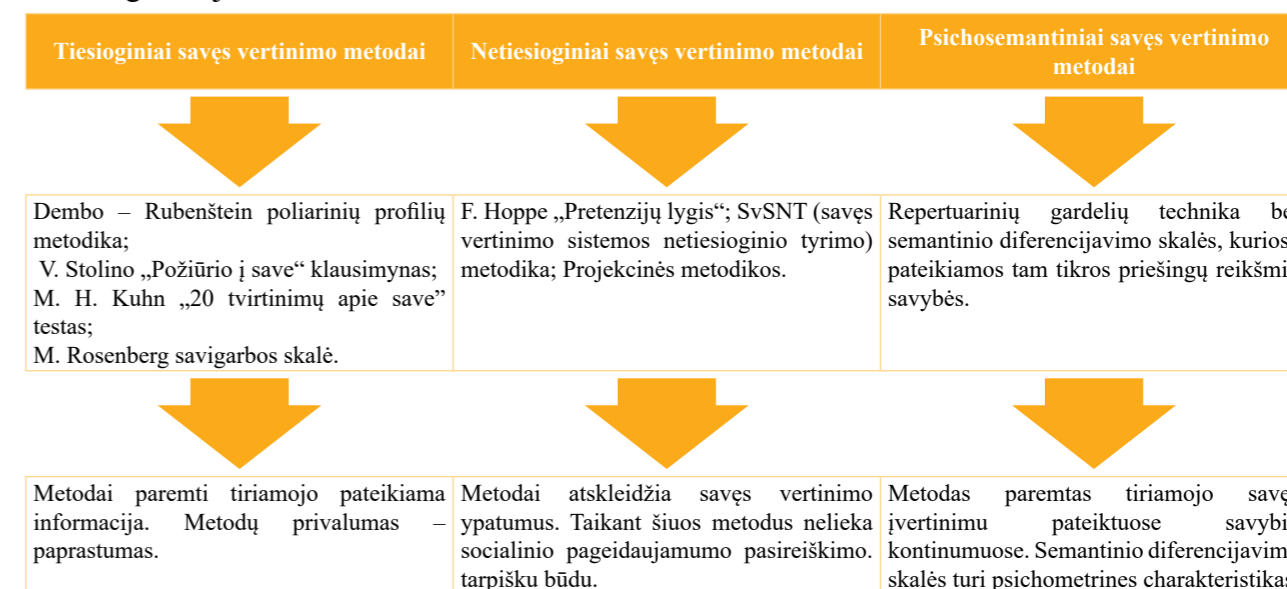 Tiesioginiai savęs vertinimo metodai
Netiesioginiai savęs vertinimo metodai
Psichosemantiniai savęs vertinimo
metodai
Dembo – Rubenštein poliarinių profilių
metodika;
V. Stolino „Požiūrio į save“ klausimynas;
M. H. Kuhn „20 tvirtinimų apie save”
testas;
M. Rosenberg savigarbos skalė.
F. Hoppe „Pretenzijų lygis“; SvSNT (savęs
vertinimo sistemos netiesioginio tyrimo)
metodika; Projekcinės metodikos.
Repertuarinių gardelių technika
semantinio diferencijavimo skalės,
pateikiamos tam tikros priešingų
savybės.
Metodai paremti tiriamojo pateikiama
informacija. Metodų privalumas –
paprastumas.
Metodai atskleidžia savęs vertinimo
ypatumus. Taikant šiuos metodus nelieka
socialinio pageidaujamumo pasireiškimo.
tarpišku būdu.
Metodas paremtas tiriamojo
įvertinimu pateiktuose
kontinumuose. Semantinio
skalės turi psichometrines